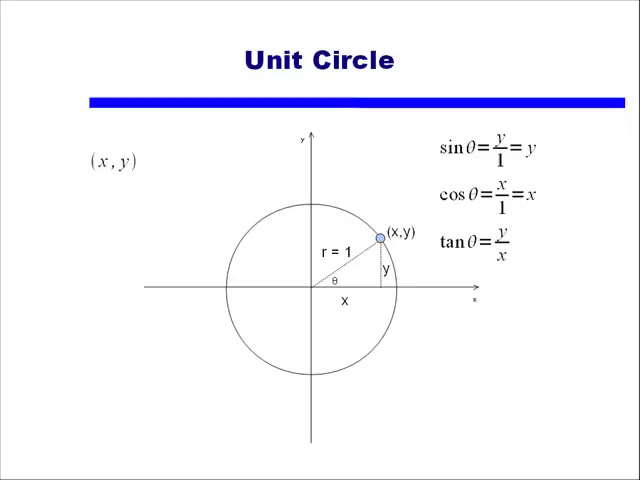 Unit Circle
(x, y)
sin θ = y/1 = y
cos θ = x/1 = x
tan θ = y/x
y
(x,y)
r = 1
y
θ
x
x